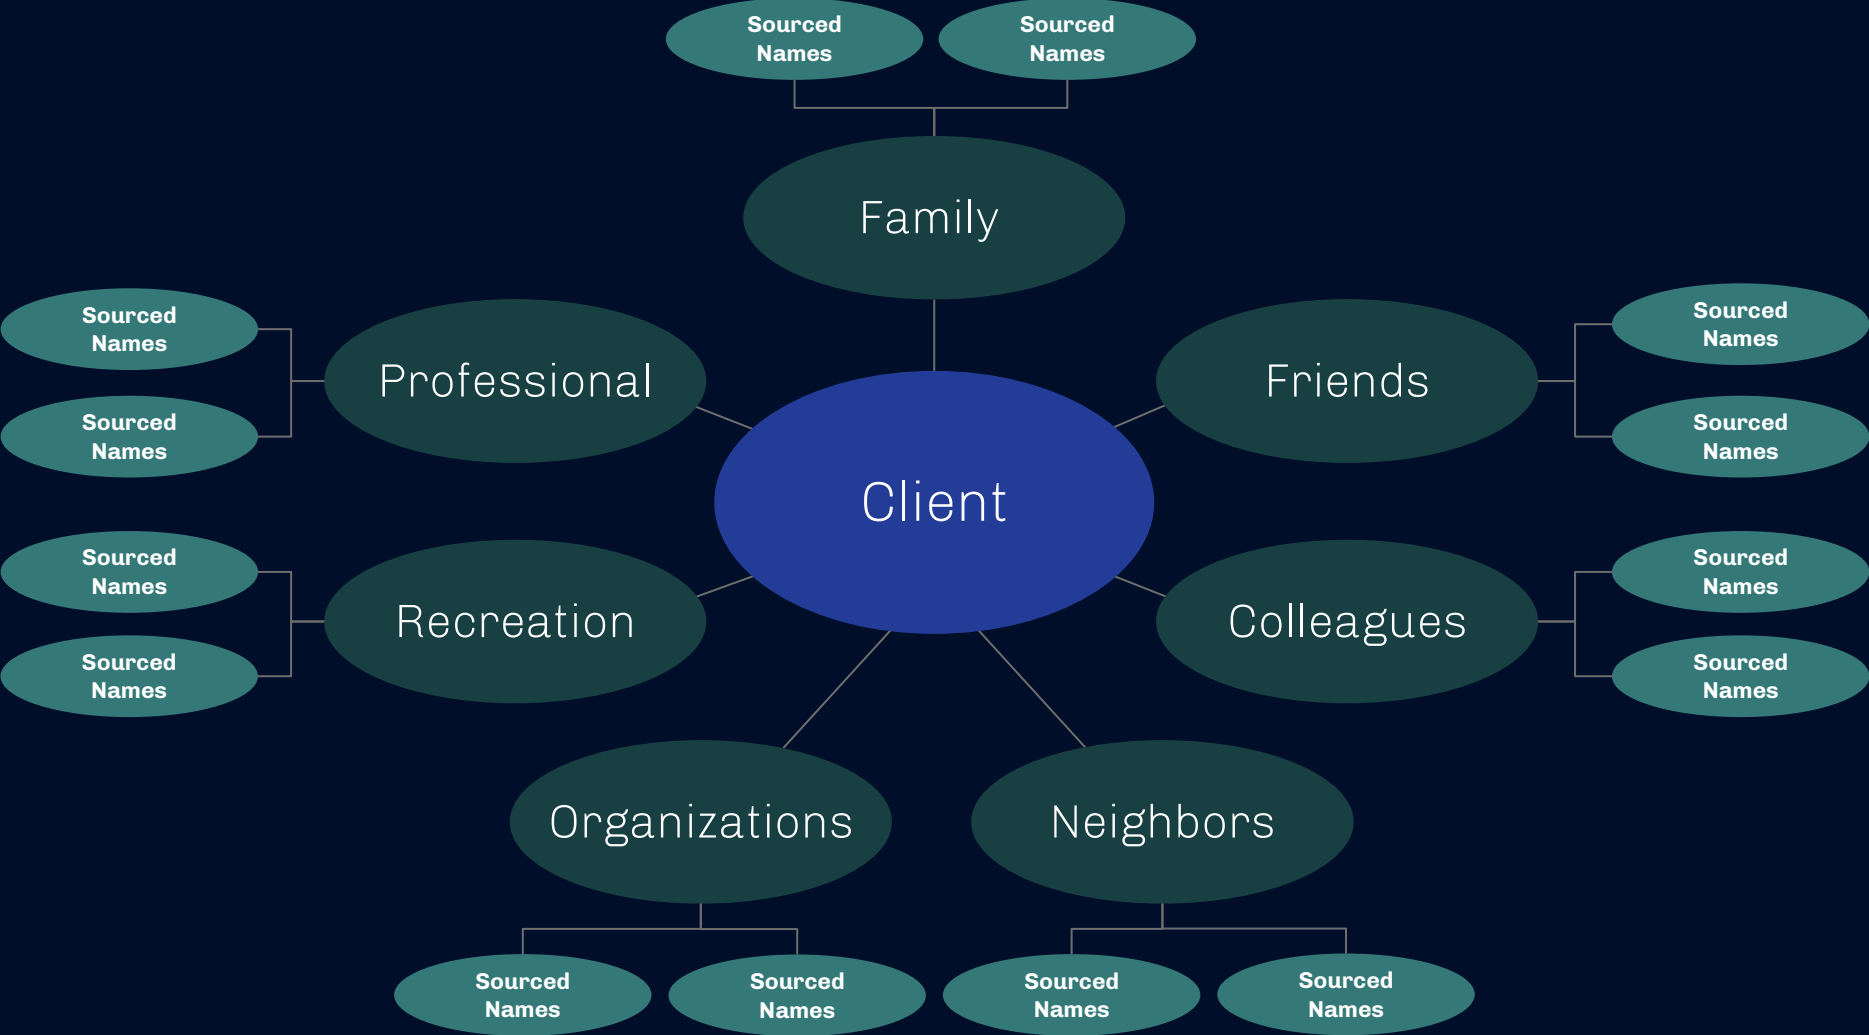 Sourced
Names
Sourced
Names
Family
Sourced
Names
Professional
Sourced
Names
Friends
Sourced
Names
Sourced
Names
Client
Sourced
Names
Recreation
Sourced
Names
Colleagues
Sourced
Names
Sourced
Names
Organizations
Neighbors
Sourced
Names
Sourced
Names
Sourced
Names
Sourced
Names